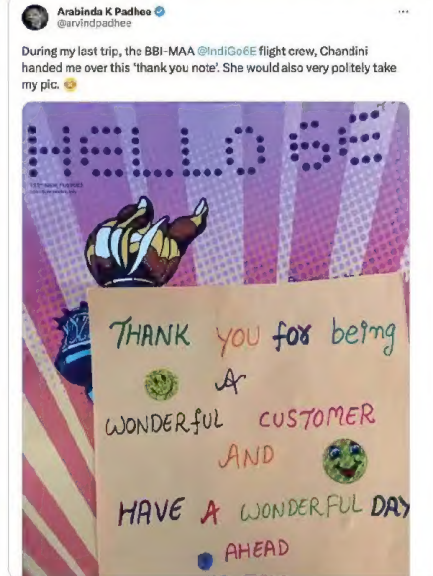 Arabinda K Padhee
@arvindpadhee
During my last trip, the BBI-MAA @IndiGo6E flight crew, Chandini
handed me over this 'thank you note'. She would also very politely take
my pic.
HELLO 6E
THANK YOU for being
A
WONDERfUL CUSTOMER
AND
HAVE A WONDERFUL DAY
AHEAD